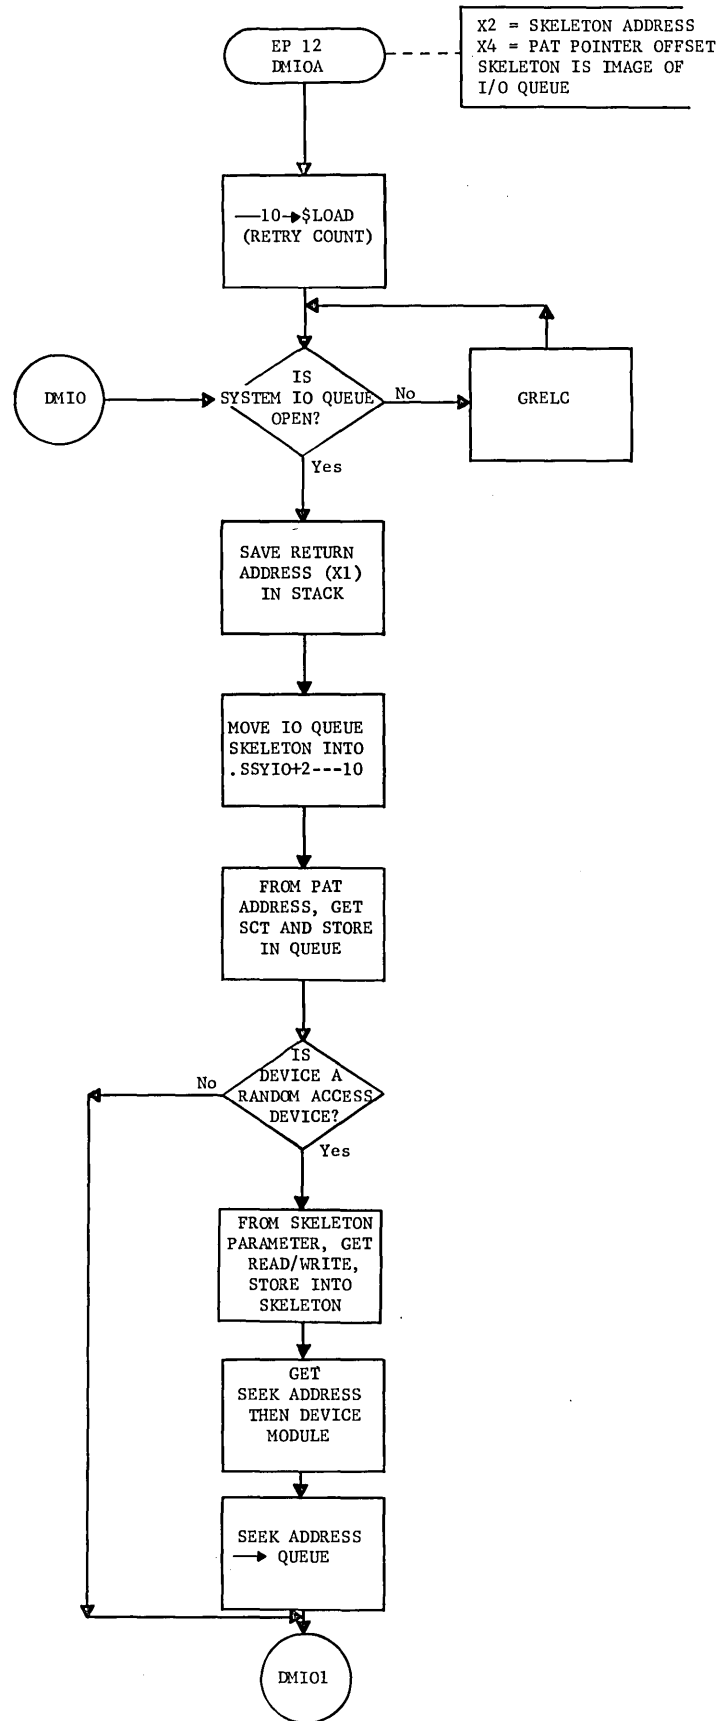 EP 12
DMIOA
X2 = SKELETON ADDRESS
X4 = PAT POINTER OFFSET
SKELETON IS IMAGE OF
I/O QUEUE
—10→$LOAD
(RETRY COUNT)
DMIO
IS
SYSTEM IO QUEUE
OPEN?
No
GRELC
Yes
SAVE RETURN
ADDRESS (X1)
IN STACK
MOVE IO QUEUE
SKELETON INTO
.SSYIO+2---10
FROM PAT
ADDRESS, GET
SCT AND STORE
IN QUEUE
IS
DEVICE A
RANDOM ACCESS
DEVICE?
No
Yes
FROM SKELETON
PARAMETER, GET
READ/WRITE,
STORE INTO
SKELETON
GET
SEEK ADDRESS
THEN DEVICE
MODULE
SEEK ADDRESS
→ QUEUE
DMIO1